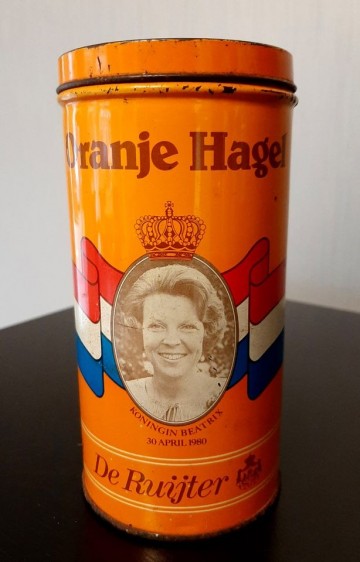 Oranje Hagel
KONINGIN BEATRIX
30 APRIL 1980
De Ruijter